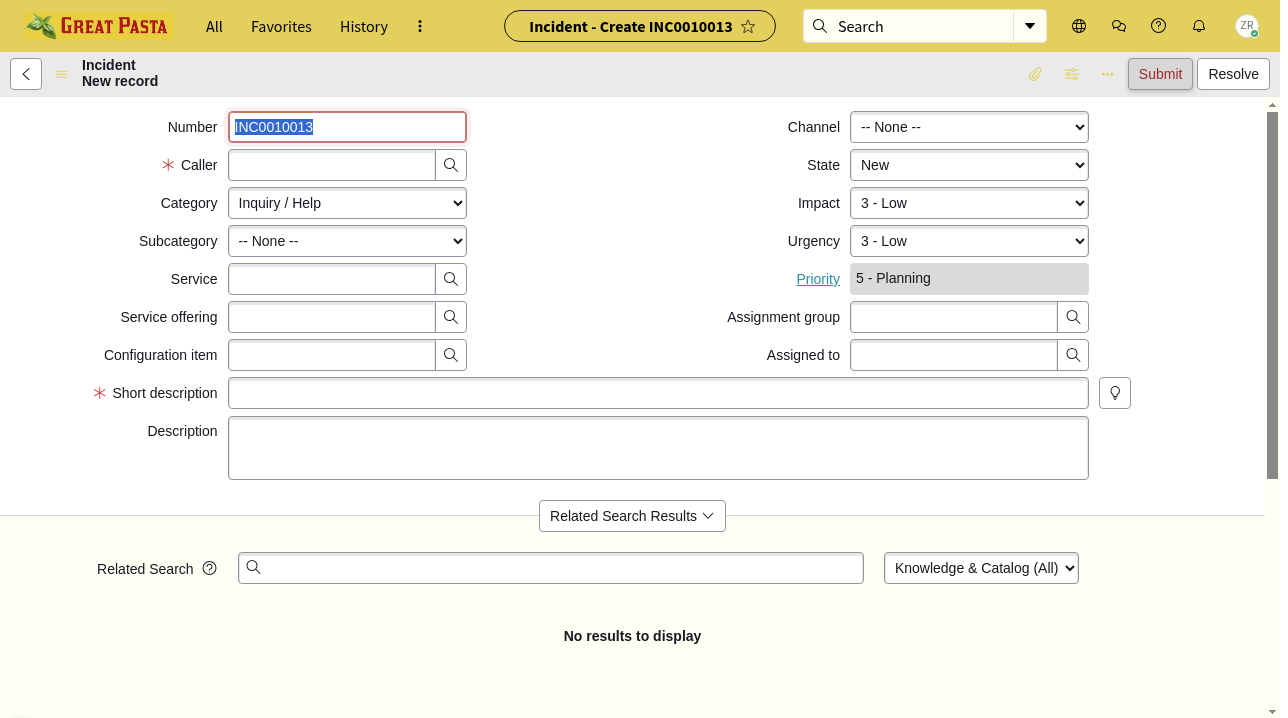 GREAT PASTA
All
Favorites
History
Incident - Create INC0010013
Search
ZR
Incident
New record
Submit
Resolve
Number
INC0010013
Channel
-- None --
Caller
State
New
Category
Inquiry / Help
Impact
3 - Low
Subcategory
-- None --
Urgency
3 - Low
Service
Priority
5 - Planning
Service offering
Assignment group
Configuration item
Assigned to
Short description
Description
Related Search Results
Related Search
Knowledge & Catalog (All)
No results to display